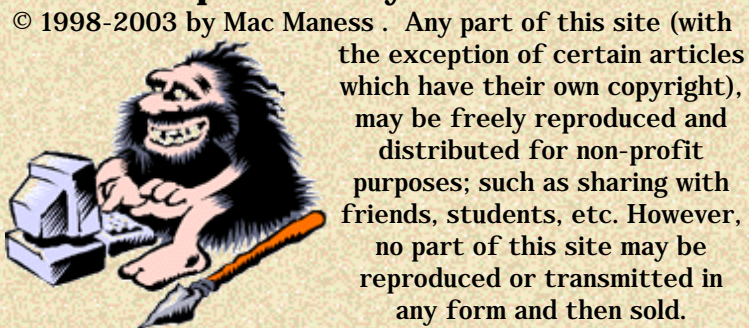 © 1998-2003 by Mac Maness . Any part of this site (with
the exception of certain articles
which have their own copyright),
may be freely reproduced and
distributed for non-profit
purposes; such as sharing with
friends, students, etc. However,
no part of this site may be
reproduced or transmitted in
any form and then sold.